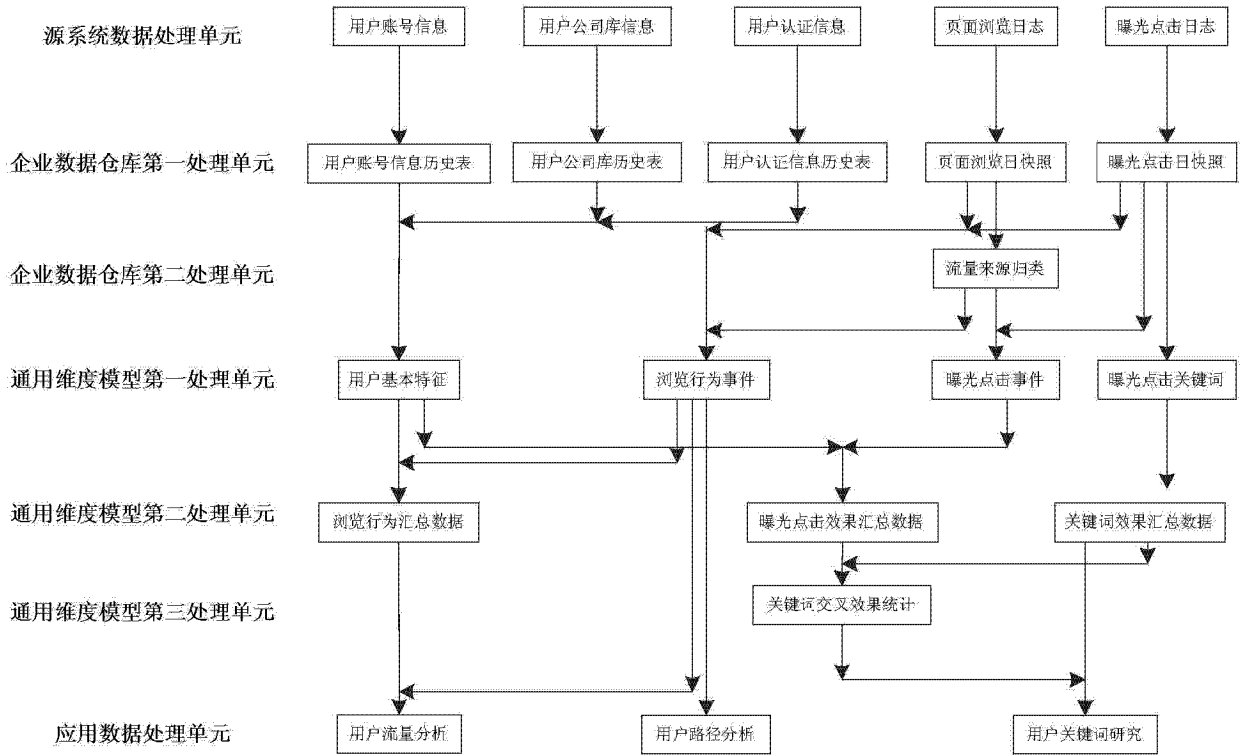 源系统数据处理单元
用户账号信息
用户公司库信息
用户认证信息
页面浏览日志
曝光点击日志
企业数据仓库第一处理单元
用户账号信息历史表
用户公司库历史表
用户认证信息历史表
页面浏览日快照
曝光点击日快照
企业数据仓库第二处理单元
流量来源归类
通用维度模型第一处理单元
用户基本特征
浏览行为事件
曝光点击事件
曝光点击关键词
通用维度模型第二处理单元
浏览行为汇总数据
曝光点击效果汇总数据
关键词效果汇总数据
通用维度模型第三处理单元
关键词交叉效果统计
应用数据处理单元
用户流量分析
用户路径分析
用户关键词研究